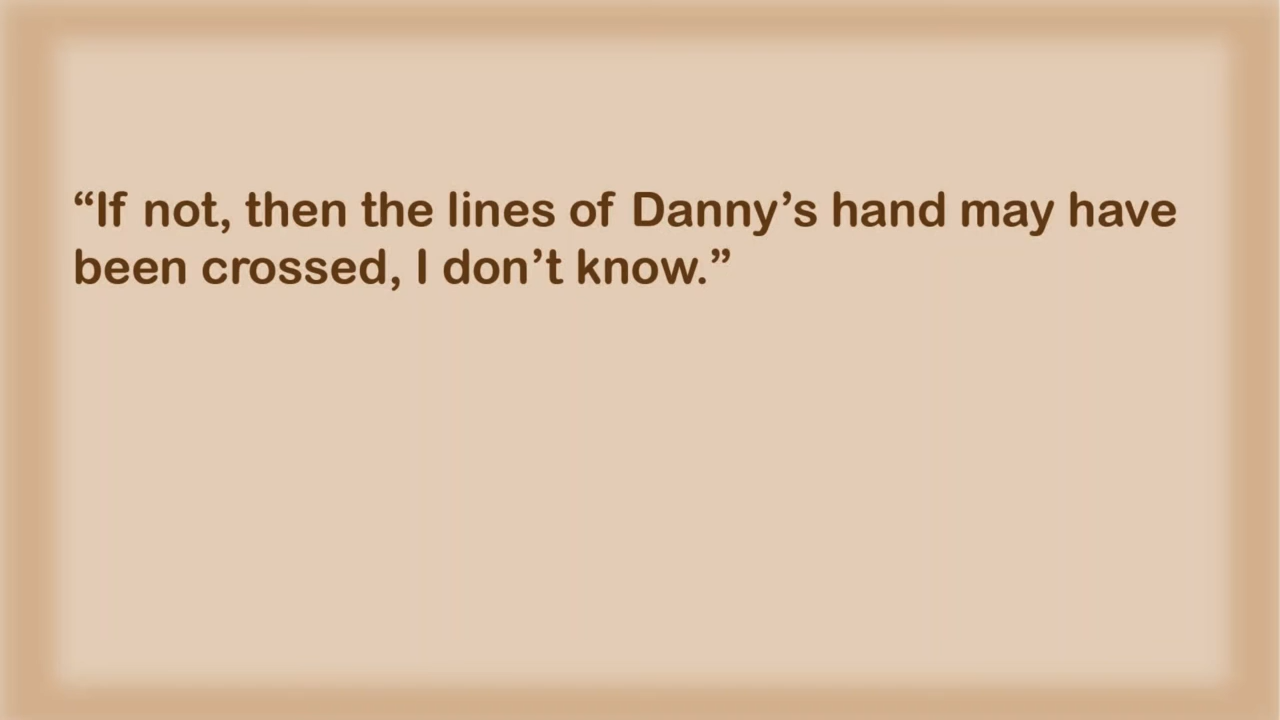 “If not, then the lines of Danny’s hand may have
been crossed, I don’t know.”